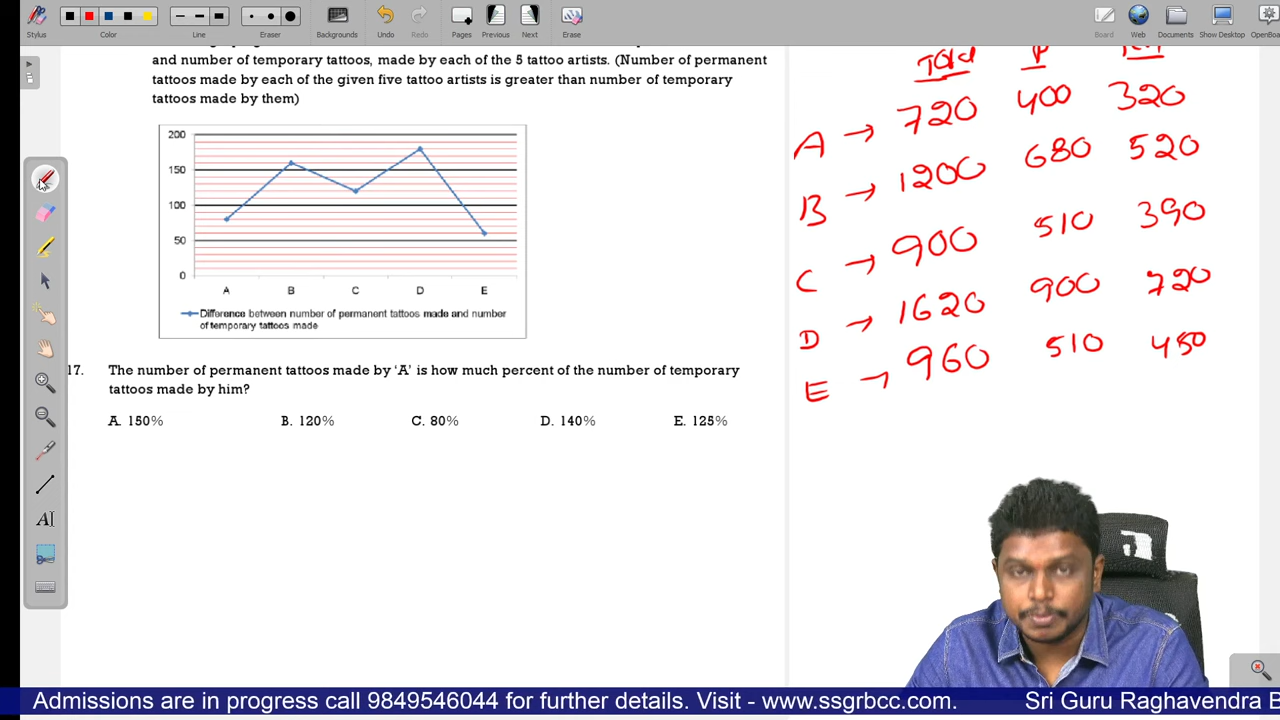 Stylus
Color
Line
Eraser
Backgrounds
Undo
Redo
Pages
Previous
Next
Erase
Board
Web
Documents
Show Desktop
OpenBoa
and number of temporary tattoos, made by each of the 5 tattoo artists. (Number of permanent
tattoos made by each of the given five tattoo artists is greater than number of temporary
tattoos made by them)
200
150
100
50
0
A B C D E
Difference between number of permanent tattoos made and number
of temporary tattoos made
17. The number of permanent tattoos made by ‘A’ is how much percent of the number of temporary
tattoos made by him?
A. 150% B. 120% C. 80% D. 140% E. 125%
Total P
A → 720 400 320
B → 1200 680 520
C → 900 510 390
D → 1620 900 720
E → 960 510 450
Admissions are in progress call 9849546044 for further details. Visit - www.ssgrbcc.com. Sri Guru Raghavendra B